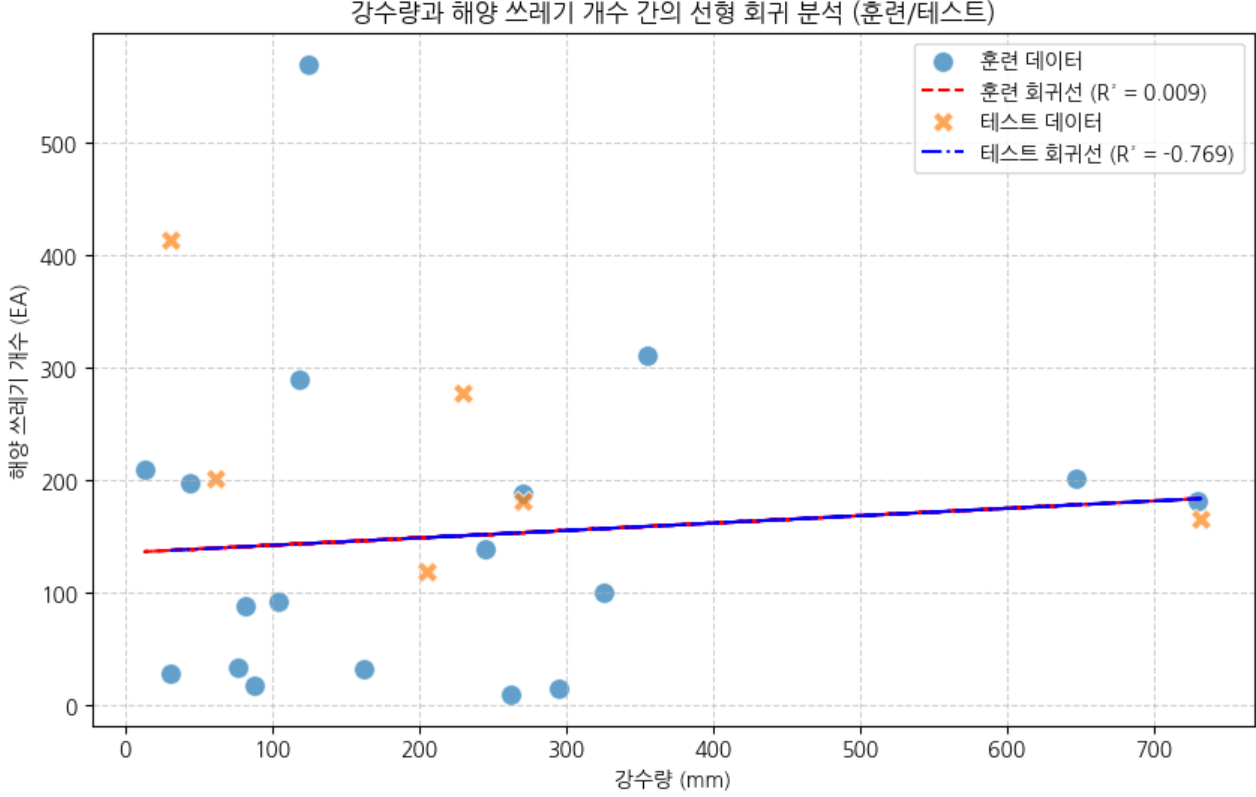 강수량과 해양 쓰레기 개수 간의 선형 회귀 분석 (훈련/테스트)
훈련 데이터
훈련 회귀선 (R² = 0.009)
테스트 데이터
테스트 회귀선 (R² = -0.769)
해양 쓰레기 개수 (EA)
500
400
300
200
100
0
0 100 200 300 400 500 600 700
강수량 (mm)